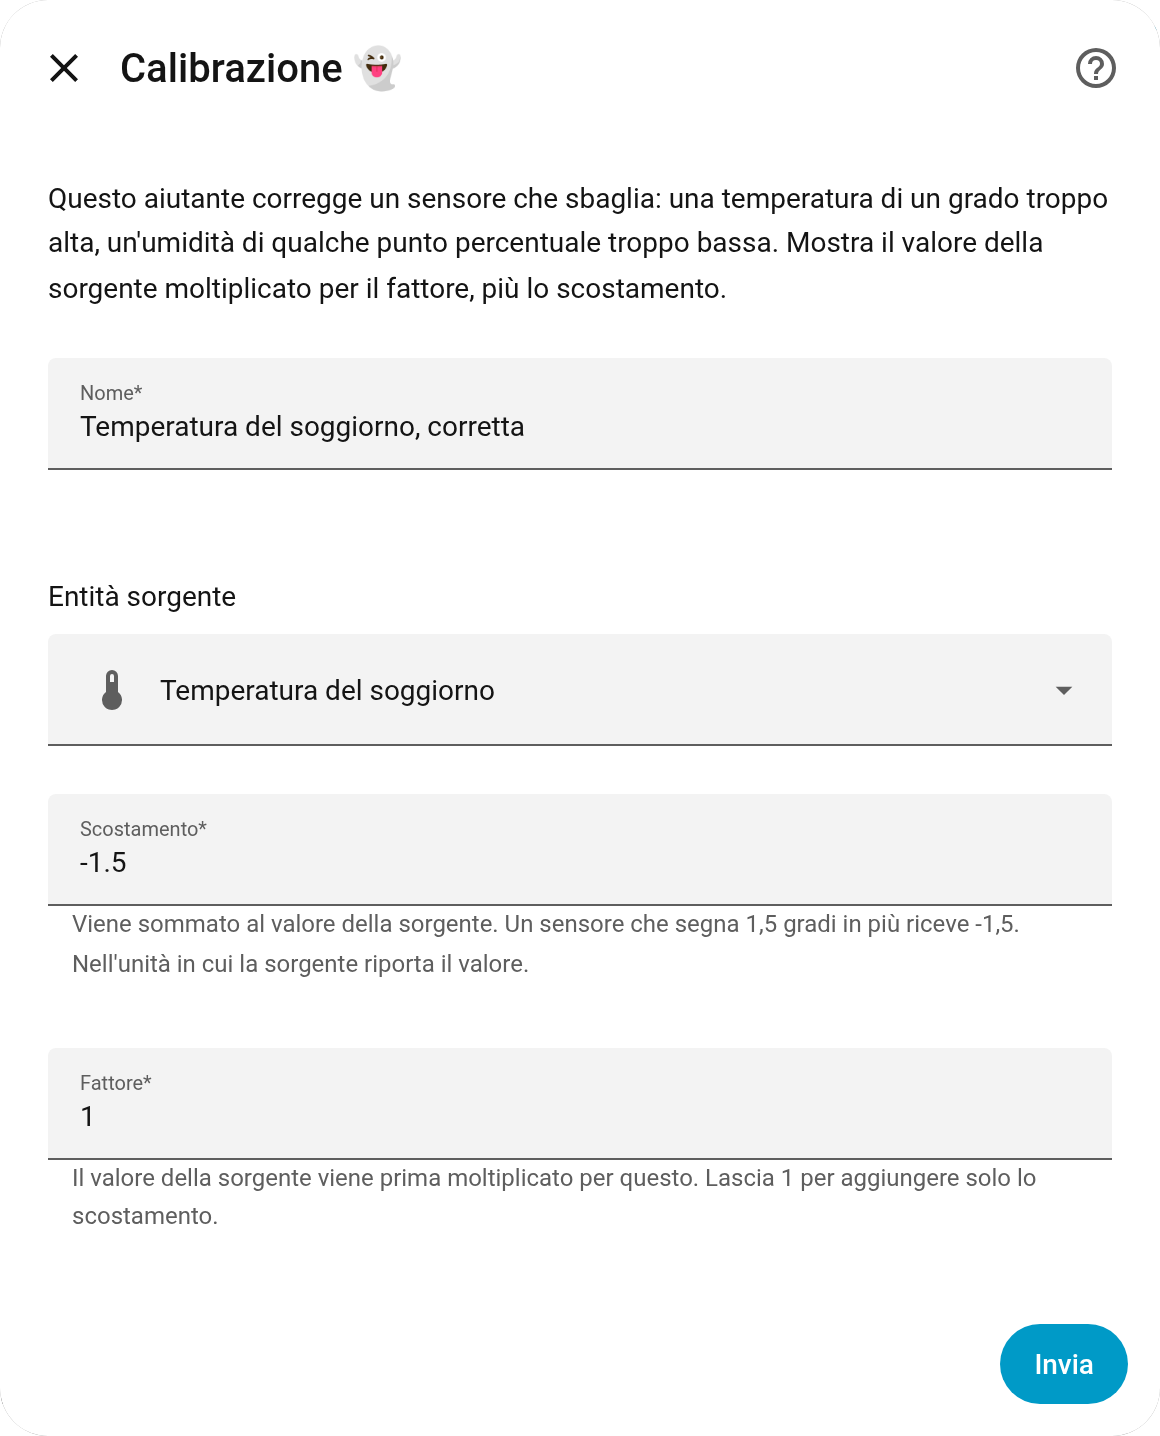 Calibrazione 👻
Questo aiutante corregge un sensore che sbaglia: una temperatura di un grado troppo
alta, un'umidità di qualche punto percentuale troppo bassa. Mostra il valore della
sorgente moltiplicato per il fattore, più lo scostamento.
Nome*
Temperatura del soggiorno, corretta
Entità sorgente
Temperatura del soggiorno
Scostamento*
-1.5
Viene sommato al valore della sorgente. Un sensore che segna 1,5 gradi in più riceve -1,5.
Nell'unità in cui la sorgente riporta il valore.
Fattore*
1
Il valore della sorgente viene prima moltiplicato per questo. Lascia 1 per aggiungere solo lo
scostamento.
Invia